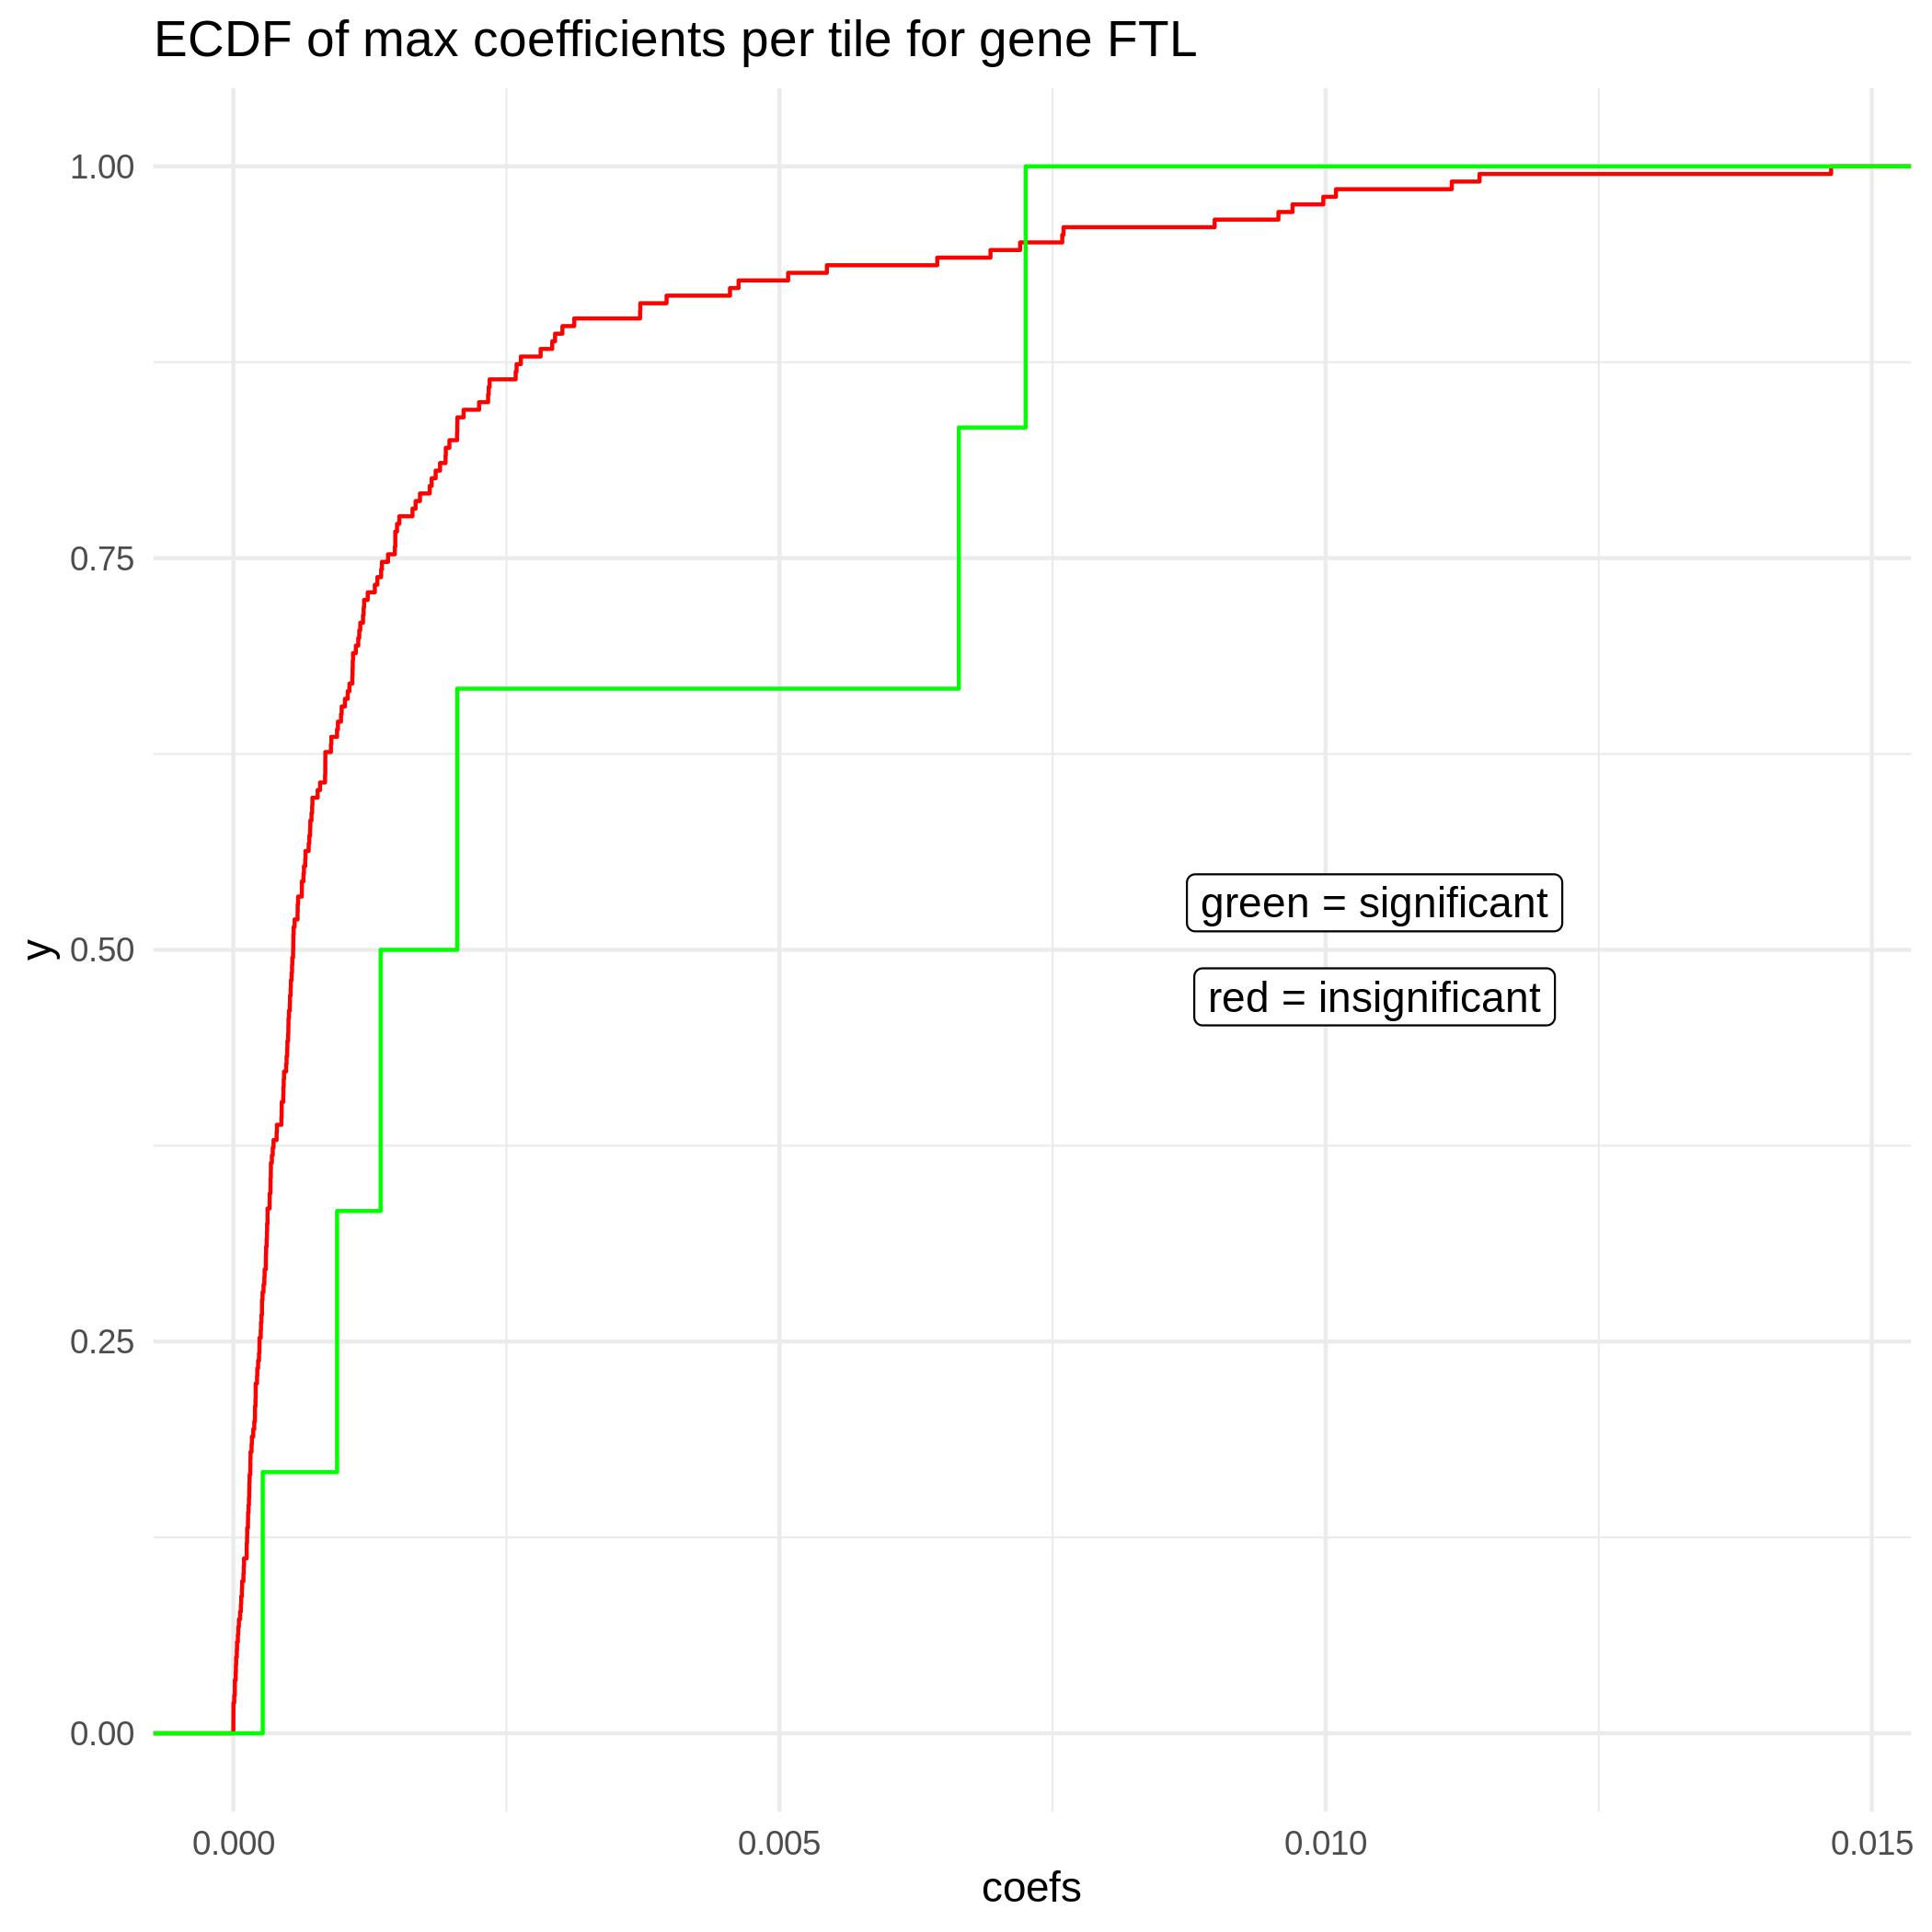 ECDF of max coefficients per tile for gene FTL
1.00
0.75
0.50
0.25
0.00
y
green = significant
red = insignificant
0.000 0.005 0.010 0.015
coefs